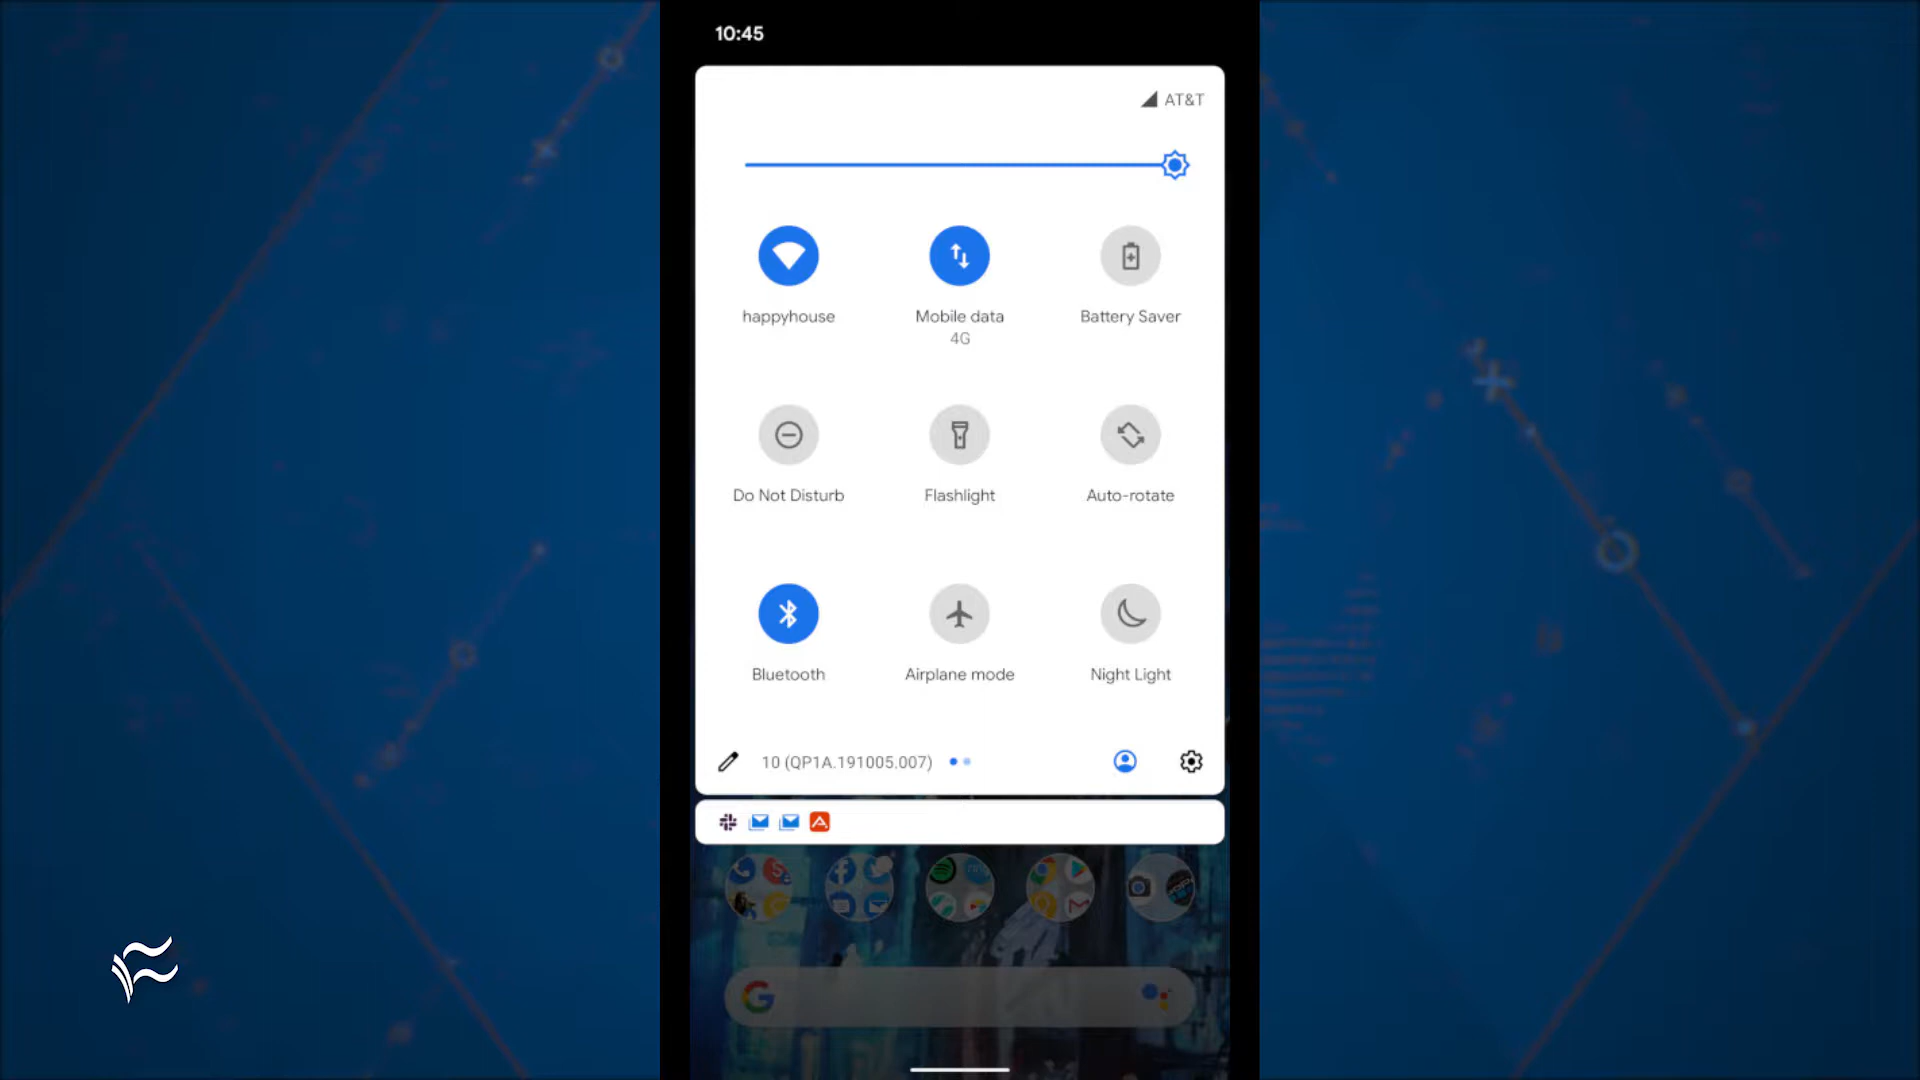 10:45
AT&T
happyhouse
Mobile data
4G
Battery Saver
Do Not Disturb
Flashlight
Auto-rotate
Bluetooth
Airplane mode
Night Light
10 (QP1A.191005.007)